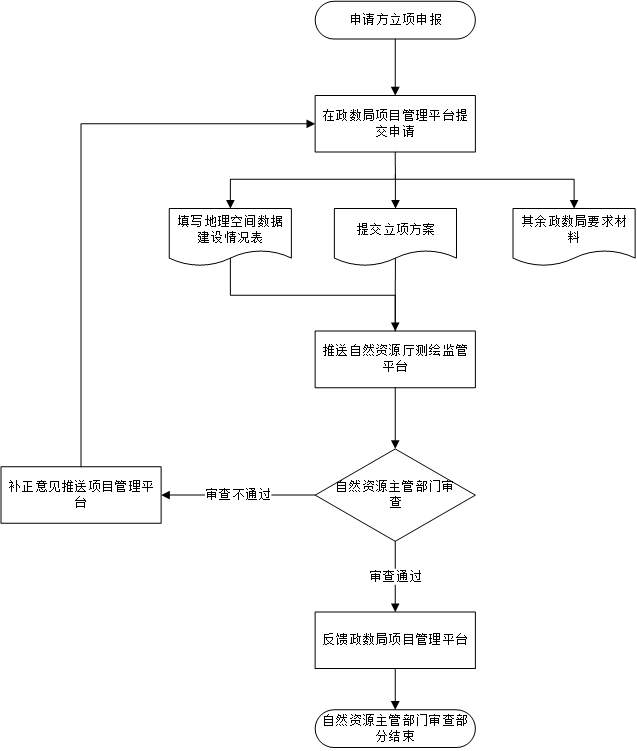 申请方立项申报
在政数局项目管理平台提
交申请
填写地理空间数据
建设情况表
提交立项方案
其余政数局要求材
料
推送自然资源厅测绘监管
平台
自然资源主管部门审
查
审查不通过
补正意见推送项目管理平
台
审查通过
反馈政数局项目管理平台
自然资源主管部门审查部
分结束